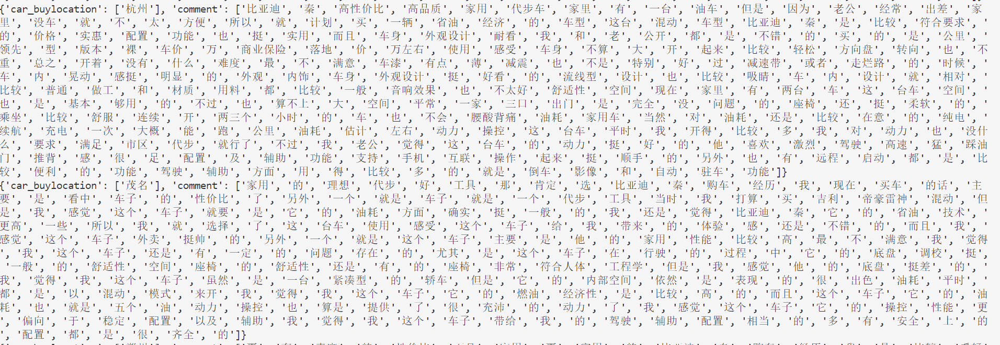 {'car_buylocation': ['杭州'], 'comment': ['比亚迪', '秦', '高性价比', '高品质', '家用', '代步车', '家里', '有', '一台', '油车', '但是', '因为', '老公', '经常', '出差', '家
里', '没车', '就', '不', '太', '方便', '所以', '就', '计划', '买', '一辆', '省油', '经济', '的', '车型', '这台', '混动', '车型', '比亚迪', '秦', '是', '比较', '符合要求', '
的', '价格', '实惠', '配置', '功能', '也', '挺', '实用', '而且', '车身', '外观设计', '耐看', '我', '和', '老', '公开', '都', '是', '不错', '的', '买', '的', '是', '公里', '
领先', '型', '版本', '裸', '车价', '万', '商业保险', '落地', '价', '万左右', '使用', '感受', '车身', '不算', '大', '开', '起来', '比较', '轻松', '方向盘', '转向', '也', '不
重', '总之', '开着', '没有', '什么', '难度', '最', '不', '满意', '车漆', '有点', '薄', '减震', '也', '不是', '特别', '好', '过', '减速带', '或者', '走烂路', '的', '时候', '
车', '内', '晃动', '感挺', '明显', '的', '外观', '内饰', '车身', '外观设计', '挺', '好看', '的', '流线型', '设计', '也', '比较', '吸睛', '车', '内', '设计', '就', '相对', '
比较', '普通', '做工', '和', '材质', '用料', '都', '比较', '一般', '音响效果', '也', '不太好', '舒适性', '空间', '现在', '家里', '有', '两台', '车', '这', '台车', '空间', '
也', '是', '基本', '够用', '的', '不过', '也', '算不上', '大', '空间', '平常', '一家', '三口', '出门', '是', '完全', '没', '问题', '的', '座椅', '还', '挺', '柔软', '的', '
乘坐', '比较', '舒服', '连续', '开', '两三个', '小时', '的', '车', '也', '不会', '腰酸背痛', '油耗', '家用车', '当然', '对', '油耗', '还是', '比较', '在意', '的', '纯电', '
续航', '充电', '一次', '大概', '能', '跑', '公里', '油耗', '估计', '左右', '动力', '操控', '这', '台车', '平时', '我', '开得', '比较', '多', '我', '对', '动力', '也', '没什
么', '要求', '满足', '市区', '代步', '就行了', '不过', '我', '老公', '觉得', '这', '台车', '的', '动力', '挺', '好', '的', '他', '喜欢', '激烈', '驾驶', '高速', '猛', '踩油
门', '推背', '感', '很', '足', '配置', '及', '辅助', '功能', '支持', '手机', '互联', '操作', '起来', '挺', '顺手', '的', '另外', '也', '有', '远程', '启动', '都', '是', '比
较', '便利', '的', '功能', '驾驶', '辅助', '方面', '用', '得', '比较', '多', '的', '就是', '倒车', '影像', '和', '自动', '驻车', '功能']}
{'car_buylocation': ['茂名'], 'comment': ['家用', '的', '理想', '代步', '好', '工具', '那', '肯定', '选', '比亚迪', '秦', '购车', '经历', '我', '现在', '买车', '的话', '主
要', '是', '看中', '车子', '的', '性价比', '了', '另外', '一个', '就是', '车子', '就是', '一个', '代步', '工具', '当时', '我', '打算', '买', '吉利', '帝豪雷神', '混动', '但
是', '我', '感觉', '这个', '车子', '就要', '是', '它', '的', '油耗', '方面', '确实', '挺', '一般', '的', '我', '还是', '觉得', '比亚迪', '秦', '它', '的', '省油', '技术', '
更高', '一些', '所以', '我', '就', '选择', '了', '这', '台车', '使用', '感受', '这个', '车子', '给', '我', '带来', '的', '体验', '感', '还是', '不错', '的', '而且', '我', '
感觉', '这个', '车子', '外卖', '挺帅', '的', '另外', '一个', '就是', '这个', '车子', '主要', '是', '他', '的', '家用', '性能', '比较', '高', '最', '不', '满意', '我', '觉得'
, '我', '这个', '车子', '还是', '有', '一定', '的', '问题', '存在', '的', '尤其', '是', '这个', '车子', '在', '行驶', '的', '过程', '中', '它', '的', '底盘', '调校', '挺',
'一般', '的', '舒适性', '空间', '座椅', '的', '舒适性', '还是', '有', '的', '座椅', '非常', '符合人体', '工程学', '但是', '我', '感觉', '他', '的', '底盘', '挺差', '的', '
我', '觉得', '我', '这个', '车子', '虽然', '是', '一台', '紧凑型', '的', '轿车', '但是', '它', '的', '内部空间', '依然', '是', '表现', '的', '很', '出色', '油耗', '平时', '
都', '是', '以', '混动', '模式', '来开', '我', '觉得', '我', '这个', '车子', '它', '的', '燃油', '经济性', '是', '比较', '高', '的', '而且', '这个', '车子', '它', '的', '油
耗', '也', '就是', '五个', '油', '动力', '操控', '也', '算是', '提供', '了', '很', '充沛', '的', '动力', '了', '我', '感觉', '这个', '车子', '它', '的', '操控', '性能', '更
', '偏向', '于', '稳定', '配置', '以及', '辅助', '我', '觉得', '我', '这个', '车子', '带给', '我', '的', '驾驶', '辅助', '配置', '相当', '的', '多', '有', '安全', '上', '的
', '配置', '都', '是', '很', '齐全', '的']}